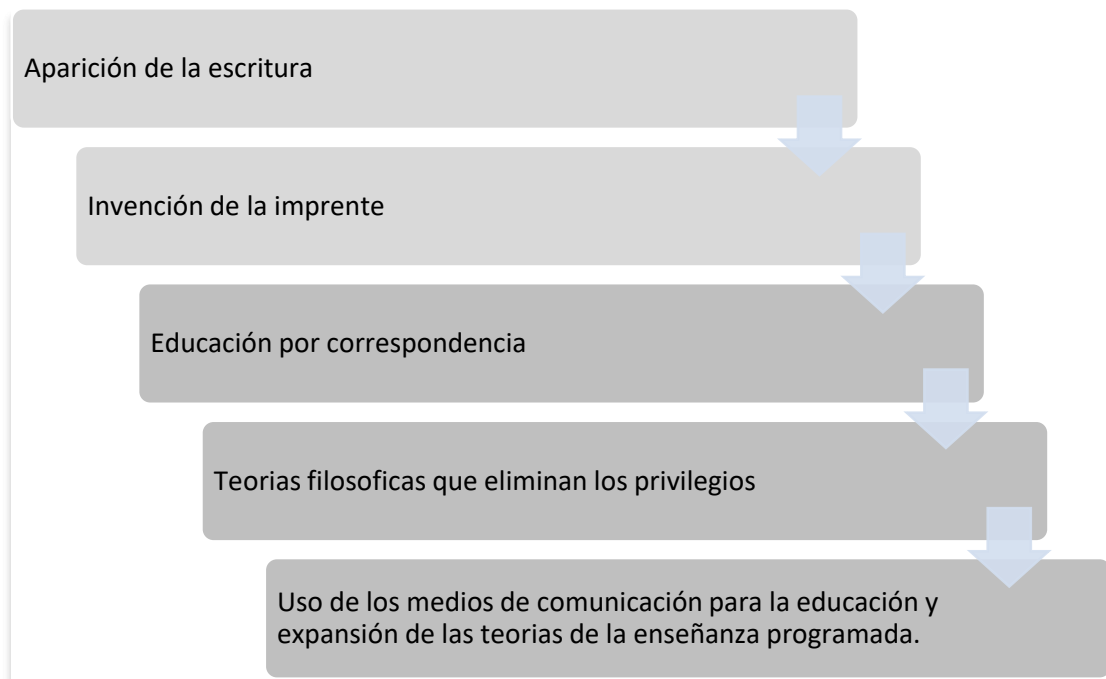 Aparición de la escritura
Invención de la imprente
Educación por correspondencia
Teorias filosoficas que eliminan los privilegios
Uso de los medios de comunicación para la educación y
expansión de las teorias de la enseñanza programada.